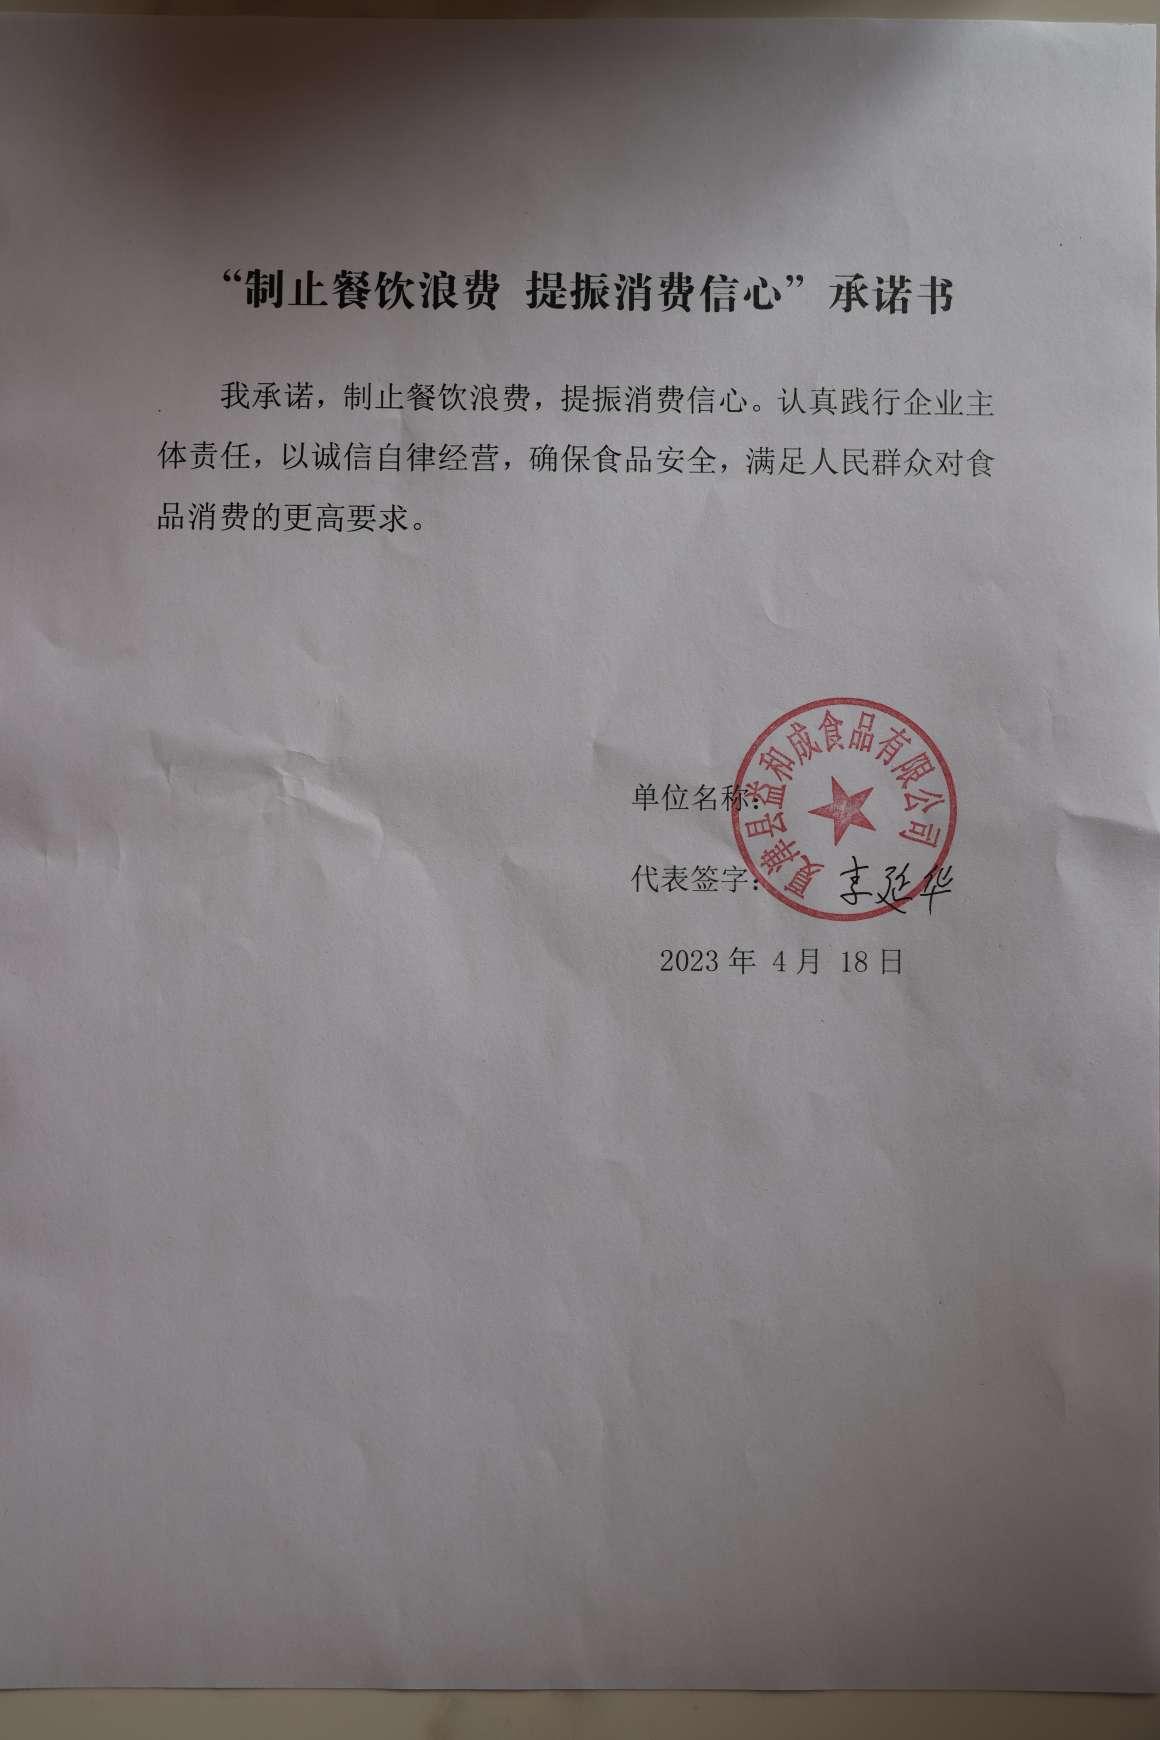 “制止餐饮浪费 提振消费信心”承诺书
我承诺，制止餐饮浪费，提振消费信心。认真践行企业主
体责任，以诚信自律经营，确保食品安全，满足人民群众对食
品消费的更高要求。
单位名称：
夏津县益和成食品有限公司
代表签字： 李延华
2023 年 4 月 18 日